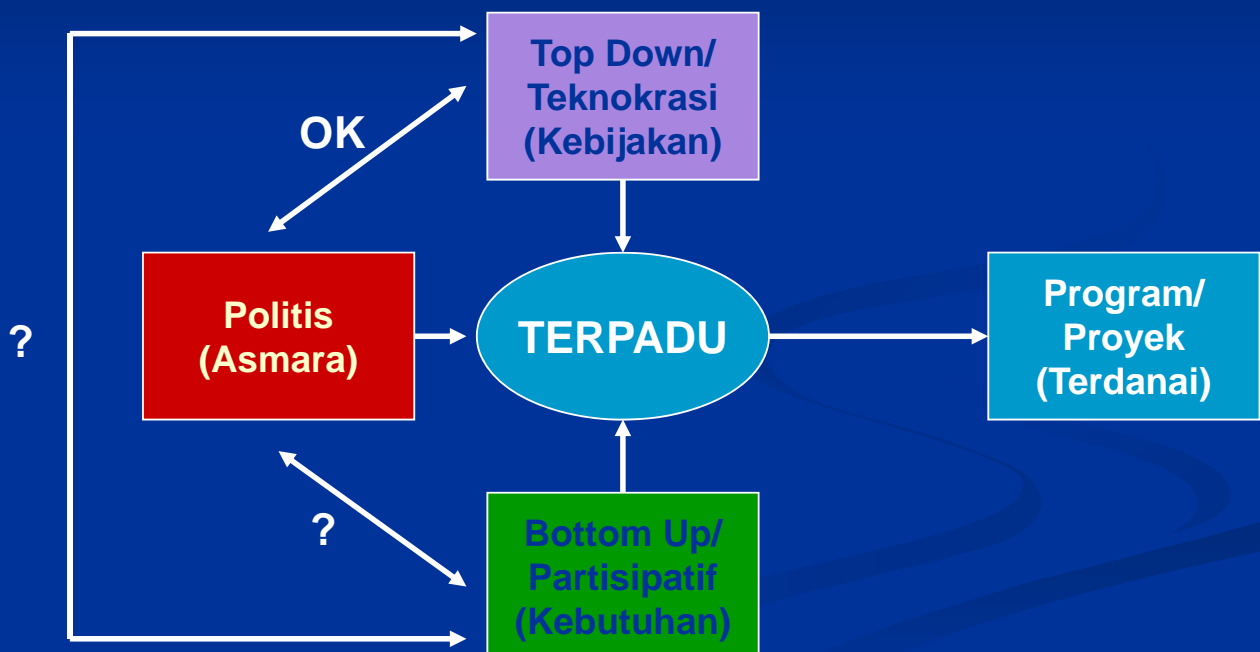 Top Down/
Teknokrasi
(Kebijakan)
OK
Politis
(Asmara)
?
TERPADU
Program/
Proyek
(Terdanai)
?
Bottom Up/
Partisipatif
(Kebutuhan)